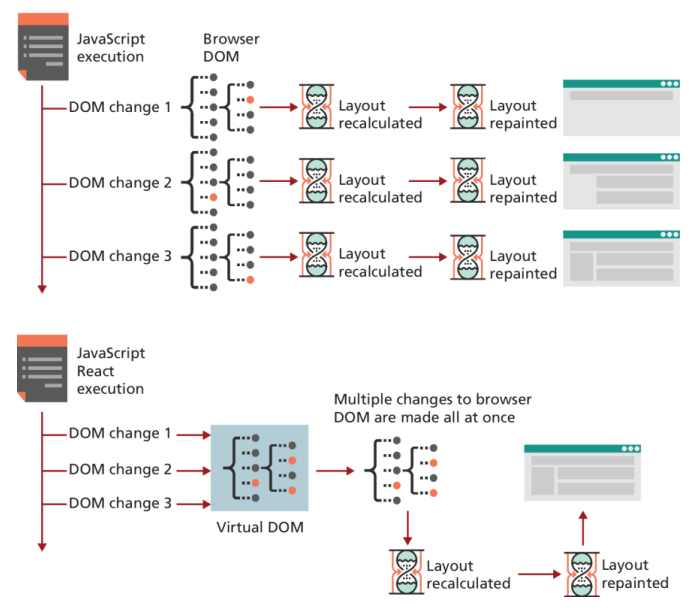 JavaScript
execution
Browser
DOM
DOM change 1
Layout
recalculated
Layout
repainted
DOM change 2
Layout
recalculated
Layout
repainted
DOM change 3
Layout
recalculated
Layout
repainted
JavaScript
React
execution
Multiple changes to browser
DOM are made all at once
DOM change 1
DOM change 2
DOM change 3
Virtual DOM
Layout
recalculated
Layout
repainted